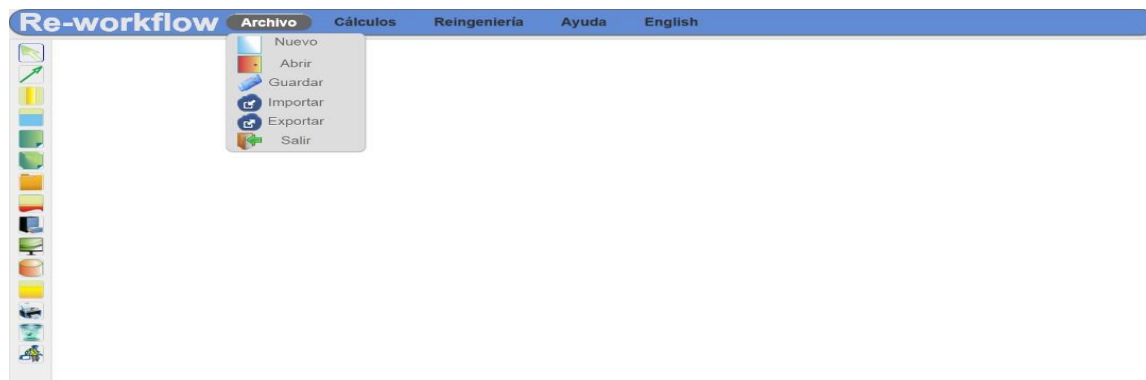 Re-workflow Archivo Cálculos Reingeniería Ayuda English
Nuevo
Abrir
Guardar
Importar
Exportar
Salir